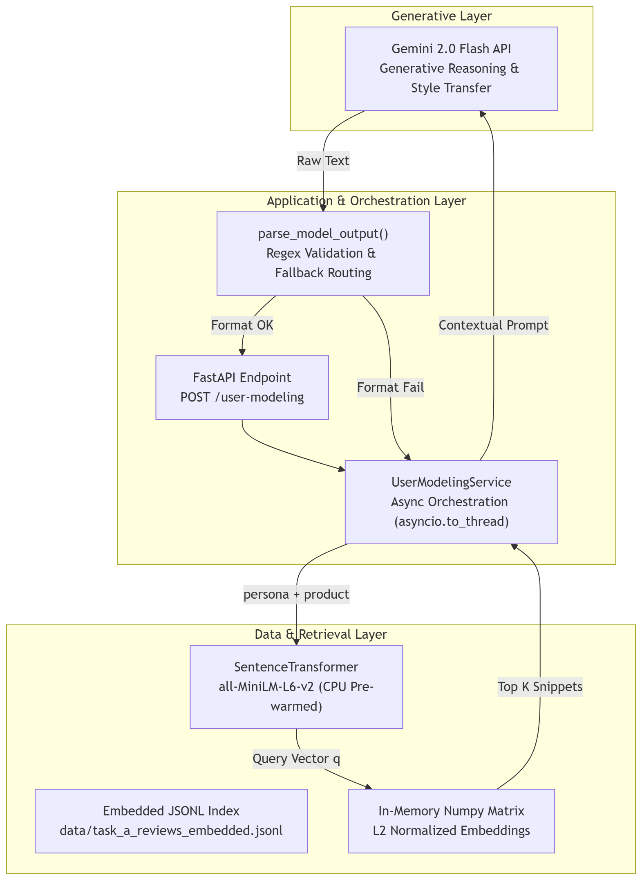 Generative Layer
Gemini 2.0 Flash API
Generative Reasoning &
Style Transfer
Raw Text
Application & Orchestration Layer
parse_model_output()
Regex Validation &
Fallback Routing
Format OK
Contextual Prompt
FastAPI Endpoint
POST /user-modeling
Format Fail
UserModelingService
Async Orchestration
(asyncio.to_thread)
persona + product
Data & Retrieval Layer
SentenceTransformer
all-MiniLM-L6-v2 (CPU Pre-
warmed)
Top K Snippets
Query Vector q
Embedded JSONL Index
data/task_a_reviews_embedded.jsonl
In-Memory Numpy Matrix
L2 Normalized Embeddings